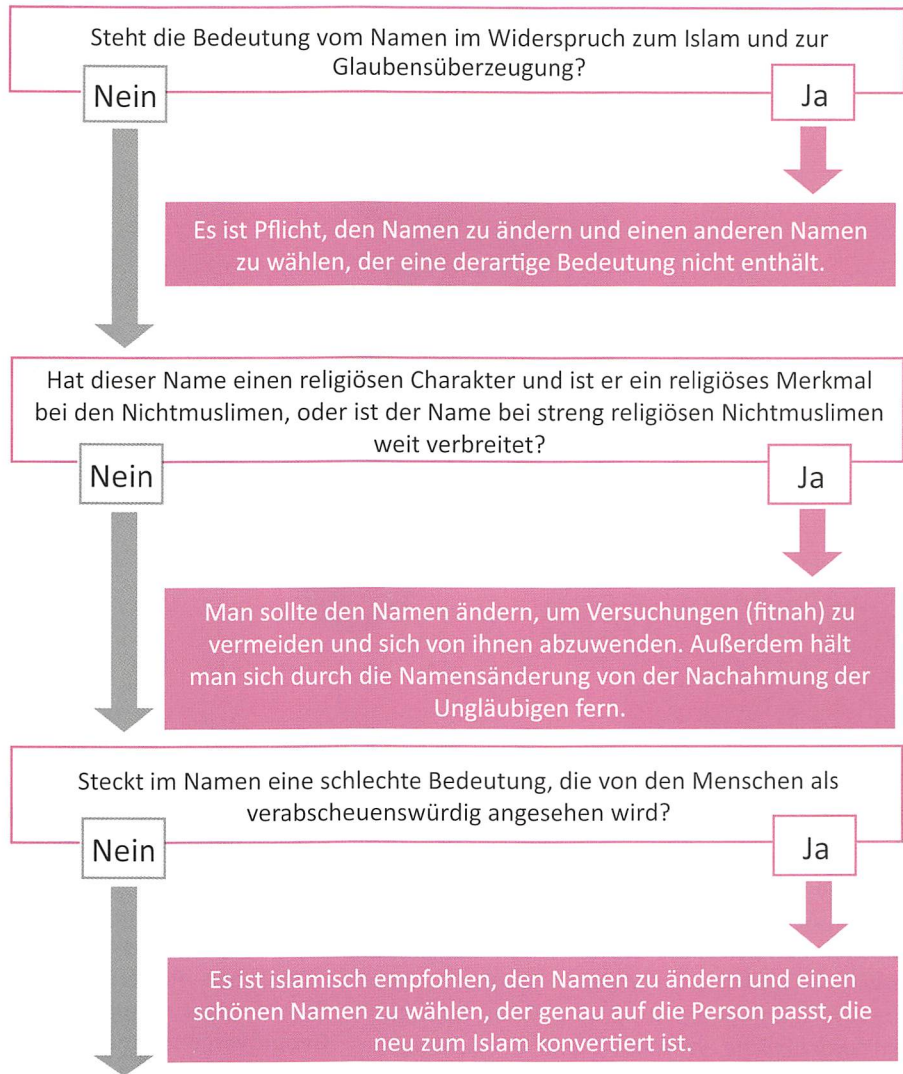 Steht die Bedeutung vom Namen im Widerspruch zum Islam und zur
Glaubensüberzeugung?
Nein
Ja
Es ist Pflicht, den Namen zu ändern und einen anderen Namen
zu wählen, der eine derartige Bedeutung nicht enthält.
Hat dieser Name einen religiösen Charakter und ist er ein religiöses Merkmal
bei den Nichtmuslimen, oder ist der Name bei streng religiösen Nichtmuslimen
weit verbreitet?
Nein
Ja
Man sollte den Namen ändern, um Versuchungen (fitnah) zu
vermeiden und sich von ihnen abzuwenden. Außerdem hält
man sich durch die Namensänderung von der Nachahmung der
Ungläubigen fern.
Steckt im Namen eine schlechte Bedeutung, die von den Menschen als
verabscheuenswürdig angesehen wird?
Nein
Ja
Es ist islamisch empfohlen, den Namen zu ändern und einen
schönen Namen zu wählen, der genau auf die Person passt, die
neu zum Islam konvertiert ist.